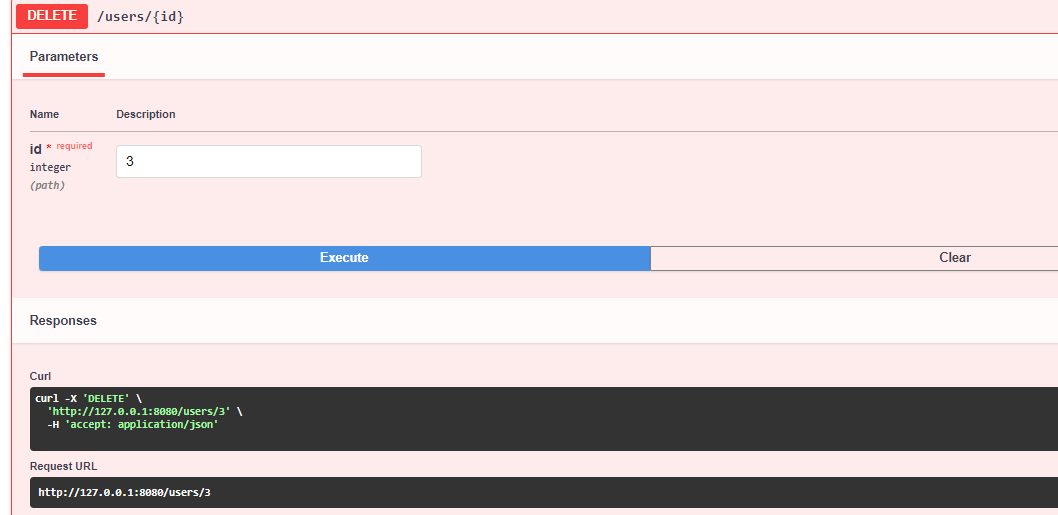 DELETE /users/{id}
Parameters
Name Description
id * required 3
integer
(path)
Execute Clear
Responses
Curl
curl -X 'DELETE' \
'http://127.0.0.1:8080/users/3' \
-H 'accept: application/json'
Request URL
http://127.0.0.1:8080/users/3